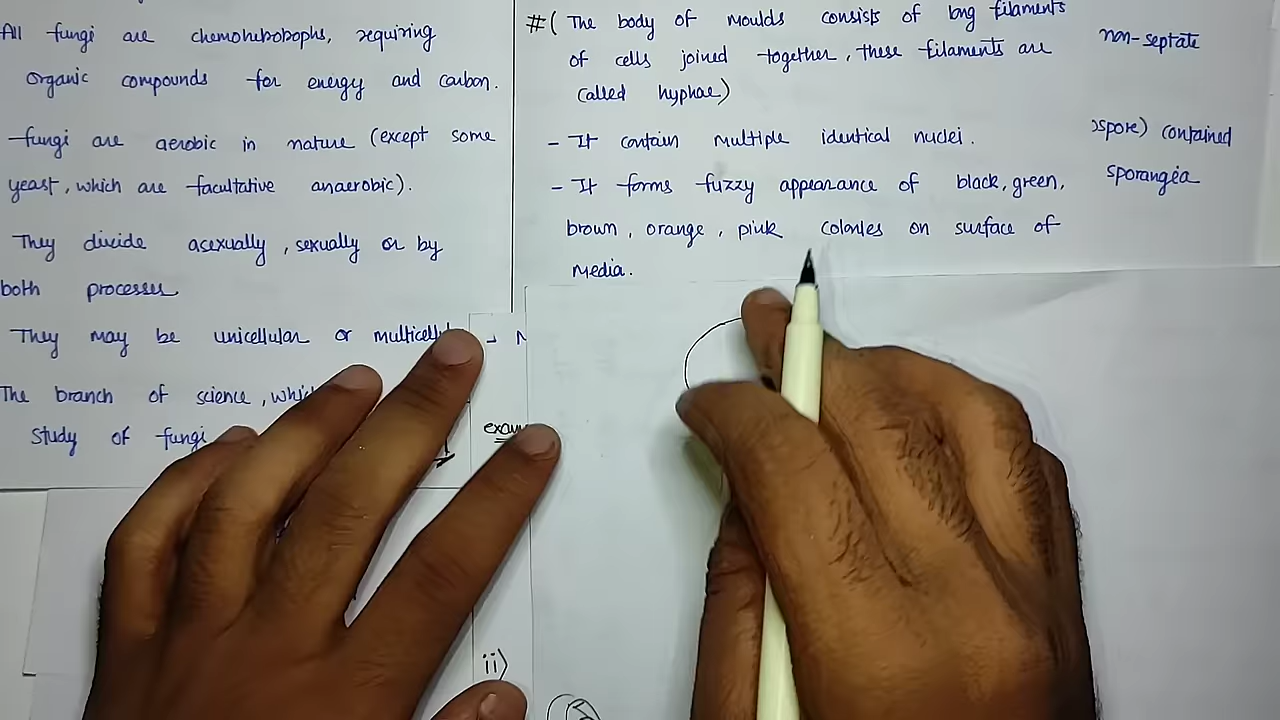 All fungi are chemoheterotrophs, requiring
organic compounds for energy and carbon.
fungi are aerobic in nature (except some
yeast, which are facultative anaerobic).
They divide asexually, sexually or by
both processes
They may be unicellular or
The branch of science,
study of fungi
#( The body of moulds consists of long filaments
of cells joined together, these filaments are
called hyphae)
- It contain multiple identical nuclei.
- It forms fuzzy appearance of black, green,
brown, orange, pink colonies on surface of
media.
ii)
non-septate
contained
sporangia